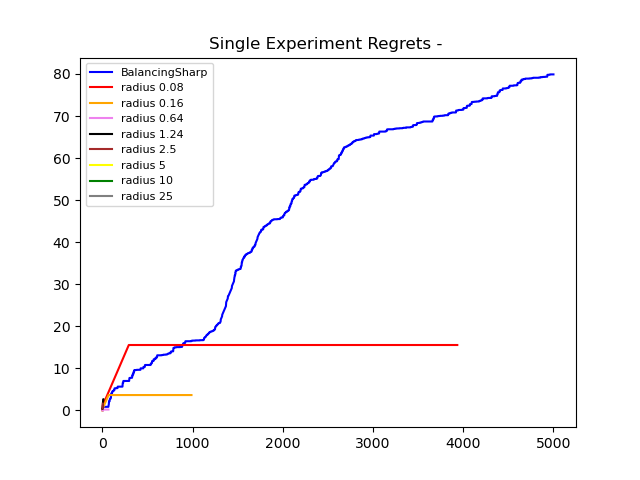 Single Experiment Regrets -
80
70
60
50
40
30
20
10
0
BalancingSharp
radius 0.08
radius 0.16
radius 0.64
radius 1.24
radius 2.5
radius 5
radius 10
radius 25
0 1000 2000 3000 4000 5000